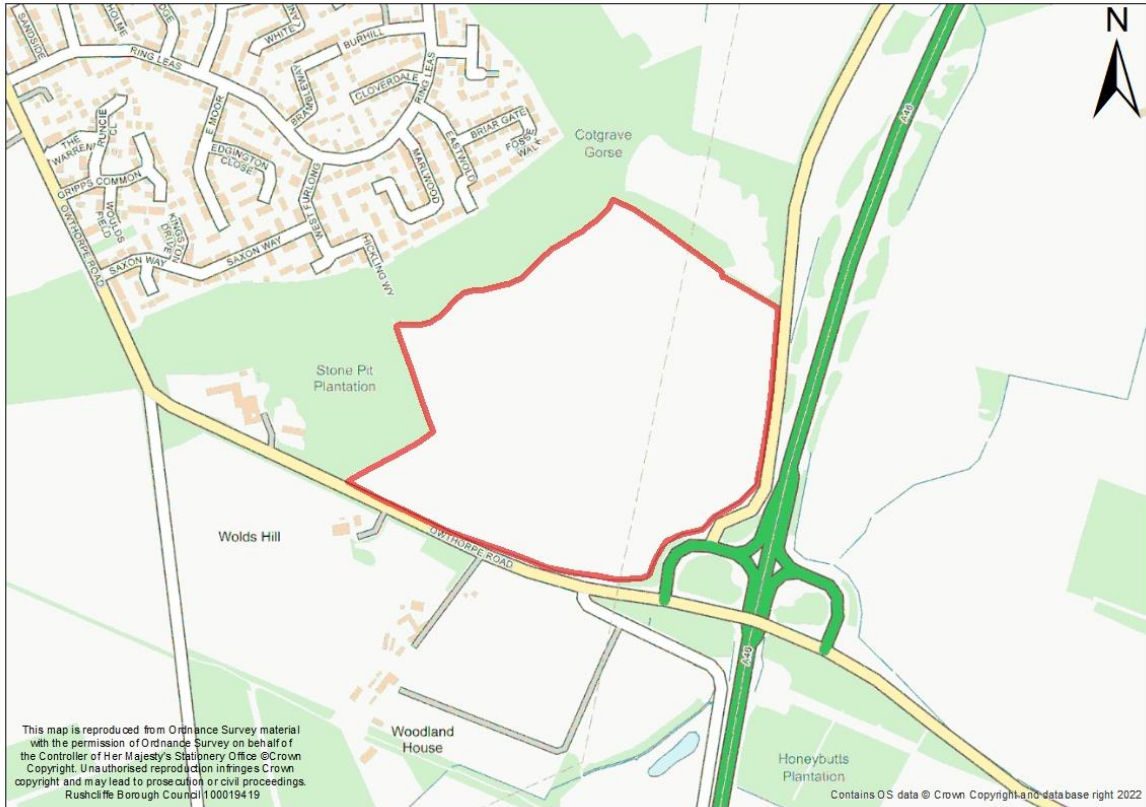 SANDSIDE
RING LEAS
WHITE LAN
BURHILL
BRAMBLEWAY
CLOVERDALE
RING LEAS
BRIAR GATE
FOSSE
WALK
EASTWOLD
MARLWOOD
E MOOR
EDGINGTON
CLOSE
WEST FURLONG
THE
WARREN
RUNCIE
CL
GRIPPS COMMON
WOULDS
FIELD
KINGSTON
DRIVE
SAXON WAY
SAXON WAY
HICKLING WY
OWTHORPE ROAD
Cotgrave
Gorse
N
A46
Stone Pit
Plantation
Wolds Hill
OWTHORPE ROAD
A46
Woodland
House
Honeybutts
Plantation
This map is reproduced from Ordnance Survey material
with the permission of Ordnance Survey on behalf of
the Controller of Her Majesty's Stationery Office ©Crown
Copyright. Unauthorised reproduction infringes Crown
copyright and may lead to prosecution or civil proceedings.
Rushcliffe Borough Council 100019419
Contains OS data © Crown Copyright and database right 2022